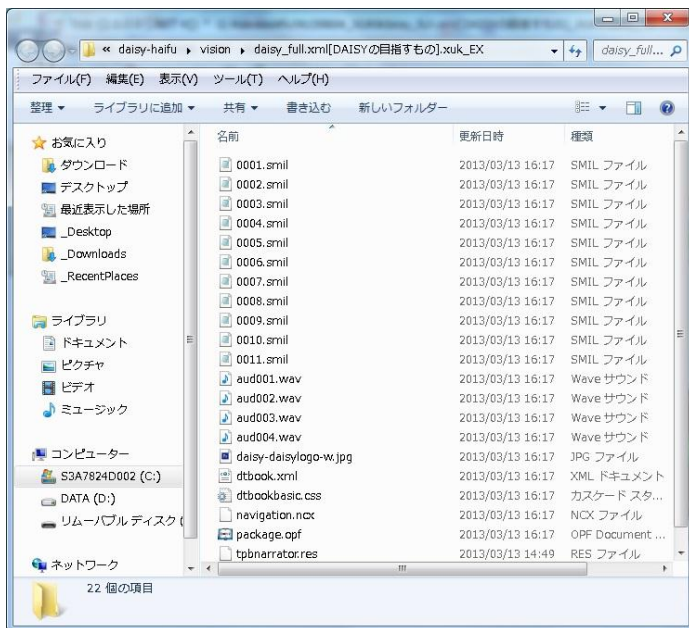 « daisy-haifu ▸ vision ▸ daisy_full.xml[DAISYの目指すもの].xuk_EX
daisy_full...
ファイル(F) 編集(E) 表示(V) ツール(T) ヘルプ(H)
整理 ▼ ライブラリに追加 ▼ 共有 ▼ 書き込む 新しいフォルダー
お気に入り
ダウンロード
デスクトップ
最近表示した場所
_Desktop
_Downloads
_RecentPlaces
ライブラリ
ドキュメント
ピクチャ
ビデオ
ミュージック
コンピューター
S3A7824D002 (C:)
DATA (D:)
リムーバブル ディスク (
ネットワーク
名前 更新日時 種類
0001.smil 2013/03/13 16:17 SMIL ファイル
0002.smil 2013/03/13 16:17 SMIL ファイル
0003.smil 2013/03/13 16:17 SMIL ファイル
0004.smil 2013/03/13 16:17 SMIL ファイル
0005.smil 2013/03/13 16:17 SMIL ファイル
0006.smil 2013/03/13 16:17 SMIL ファイル
0007.smil 2013/03/13 16:17 SMIL ファイル
0008.smil 2013/03/13 16:17 SMIL ファイル
0009.smil 2013/03/13 16:17 SMIL ファイル
0010.smil 2013/03/13 16:17 SMIL ファイル
0011.smil 2013/03/13 16:17 SMIL ファイル
aud001.wav 2013/03/13 16:17 Wave サウンド
aud002.wav 2013/03/13 16:17 Wave サウンド
aud003.wav 2013/03/13 16:17 Wave サウンド
aud004.wav 2013/03/13 16:17 Wave サウンド
daisy-daisylogo-w.jpg 2013/03/13 16:17 JPG ファイル
dtbook.xml 2013/03/13 16:17 XML ドキュメント
dtbookbasic.css 2013/03/13 16:17 カスケード スタ...
navigation.ncx 2013/03/13 16:17 NCX ファイル
package.opf 2013/03/13 16:17 OPF Document ...
tpbnarrator.res 2013/03/13 14:49 RES ファイル
22 個の項目